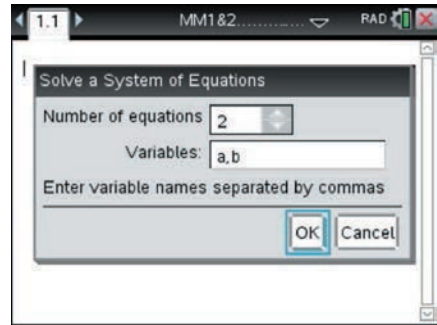 1.1 MM1&2............ RAD
Solve a System of Equations
Number of equations 2
Variables: a,b
Enter variable names separated by commas
OK Cancel